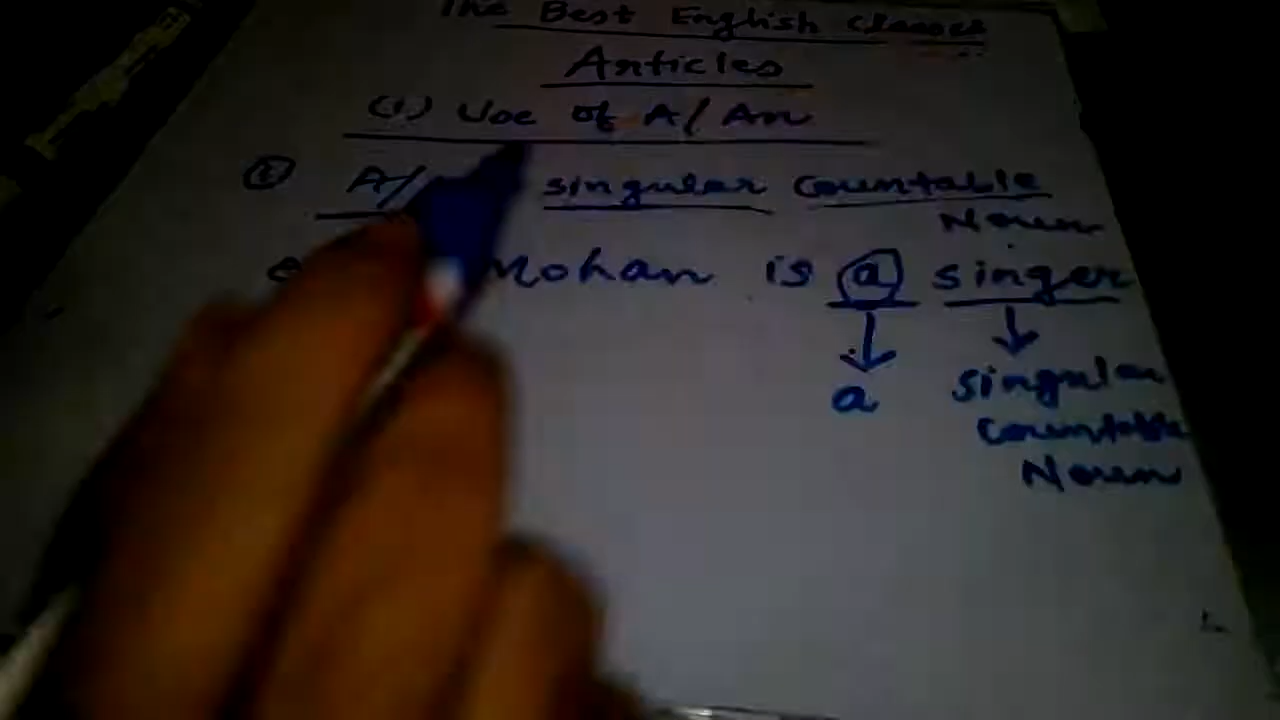 The Best English Classes
Articles
(1) Use of A/An
A/ singular Countable
Noun
Mohan is a singer
a singular
countable
Noun